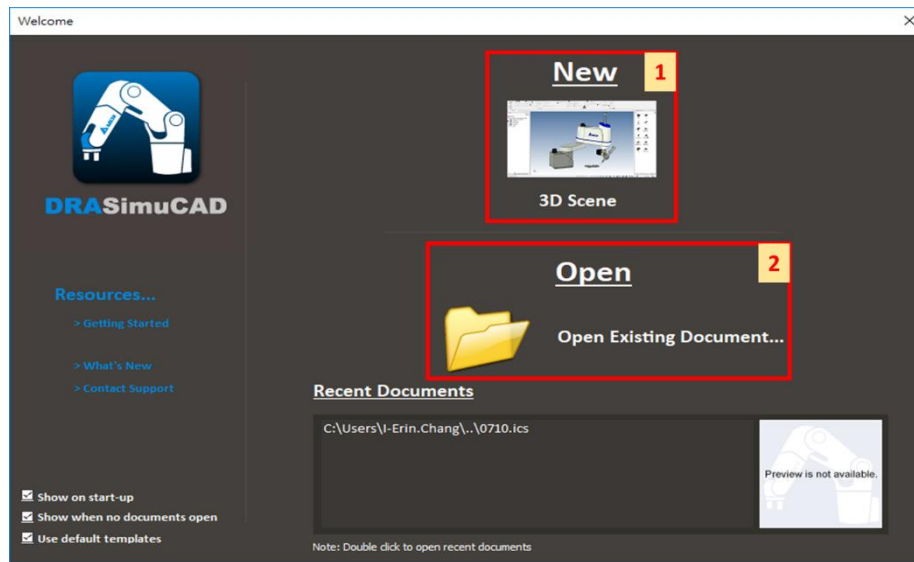 Welcome
New
1
3D Scene
DRASimuCAD
Open
2
Open Existing Document...
Resources...
> Getting Started
> What's New
> Contact Support
Recent Documents
C:\Users\I-Erin.Chang\..\0710.ics
Preview is not available.
Show on start-up
Show when no documents open
Use default templates
Note: Double click to open recent documents